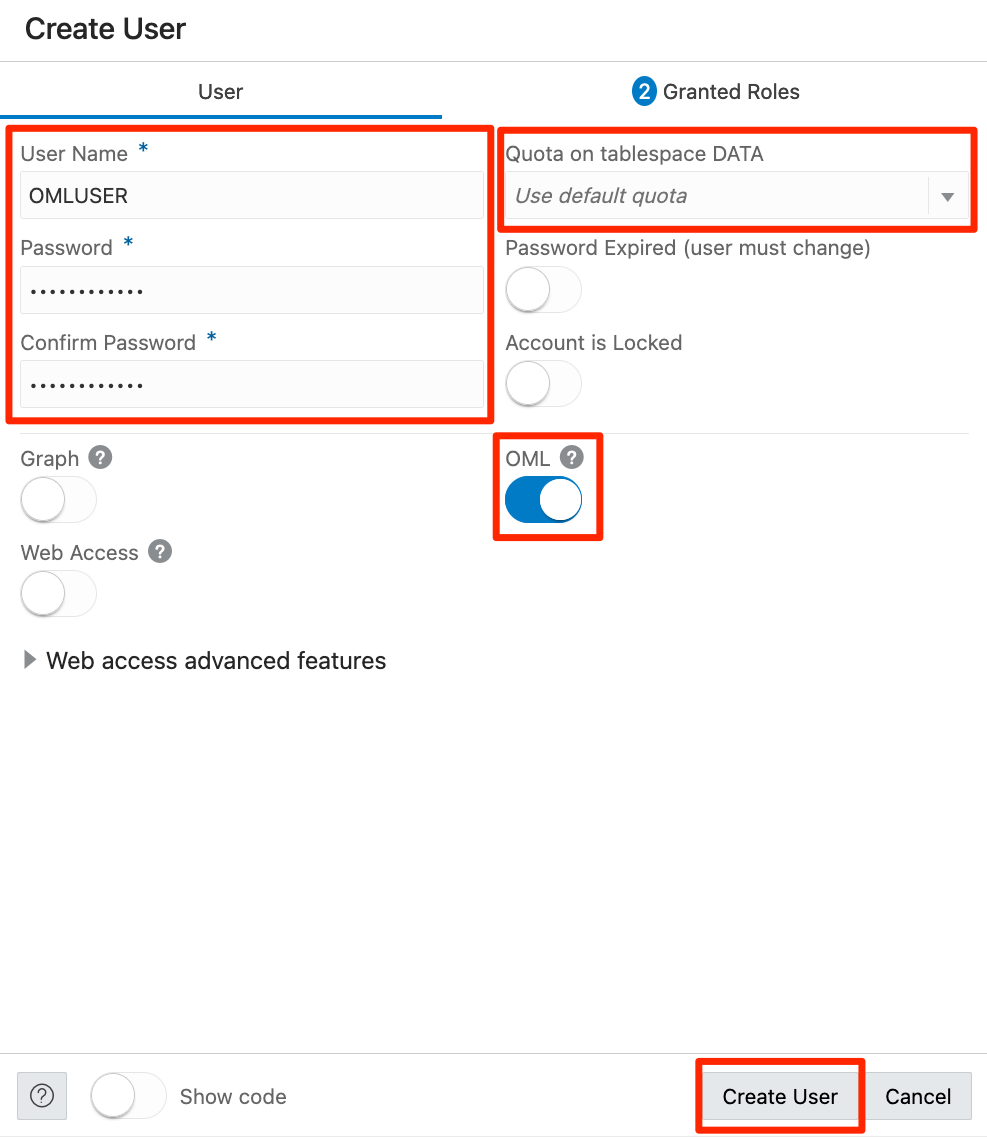 Create User
User
2 Granted Roles
User Name *
Quota on tablespace DATA
OMLUSER
Use default quota
Password *
Password Expired (user must change)
••••••••••••
Confirm Password *
Account is Locked
••••••••••••
Graph ?
OML ?
Web Access ?
Web access advanced features
? Show code
Create User
Cancel